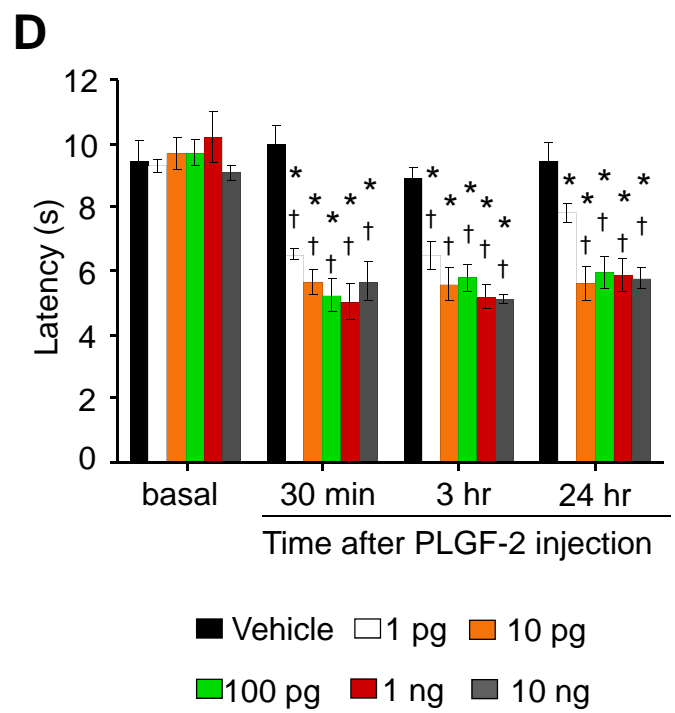 D
12
10
8
6
4
2
0
Latency (s)
* * * * *
† † † † †
* * * * *
† † † † †
* * * * *
† † † †
basal 30 min 3 hr 24 hr
Time after PLGF-2 injection
Vehicle 1 pg 10 pg
100 pg 1 ng 10 ng